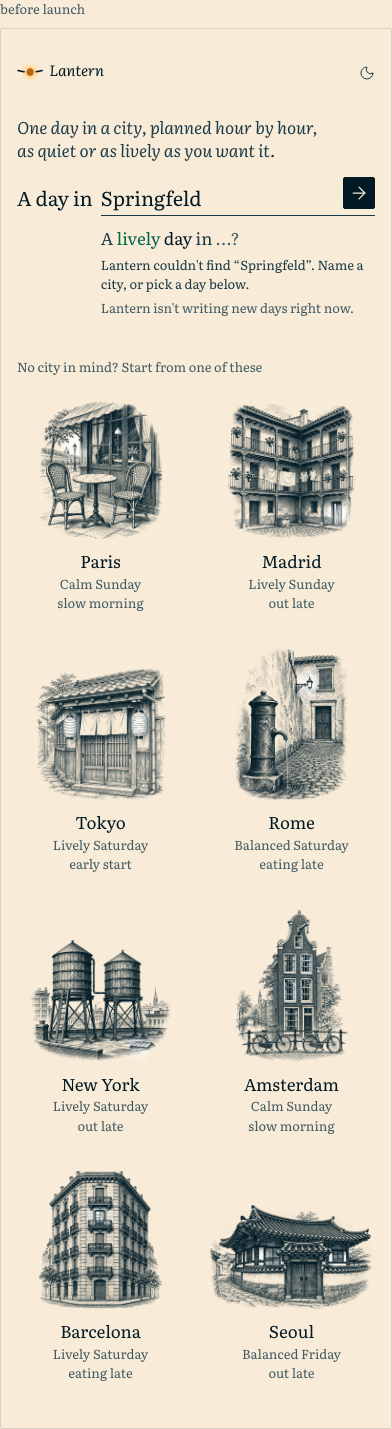 before launch
Lantern
One day in a city, planned hour by hour,
as quiet or as lively as you want it.
A day in Springfeld
A lively day in …?
Lantern couldn't find “Springfeld”. Name a
city, or pick a day below.
Lantern isn't writing new days right now.
No city in mind? Start from one of these
Paris
Calm Sunday
slow morning
Madrid
Lively Sunday
out late
Tokyo
Lively Saturday
early start
Rome
Balanced Saturday
eating late
New York
Lively Saturday
out late
Amsterdam
Calm Sunday
slow morning
Barcelona
Lively Saturday
eating late
Seoul
Balanced Friday
out late